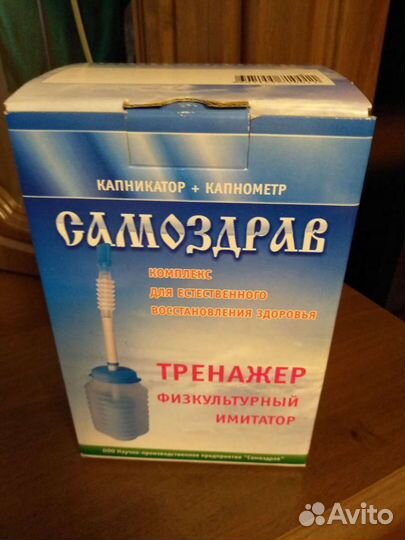 КАПНИКАТОР + КАПНОМЕТР
САМОЗДРАВ
КОМПЛЕКС
ДЛЯ ЕСТЕСТВЕННОГО
ВОССТАНОВЛЕНИЯ ЗДОРОВЬЯ
ТРЕНАЖЕР
ФИЗКУЛЬТУРНЫЙ
ИМИТАТОР
ООО Научно-производственное предприятие "Самоздрав"
Avito